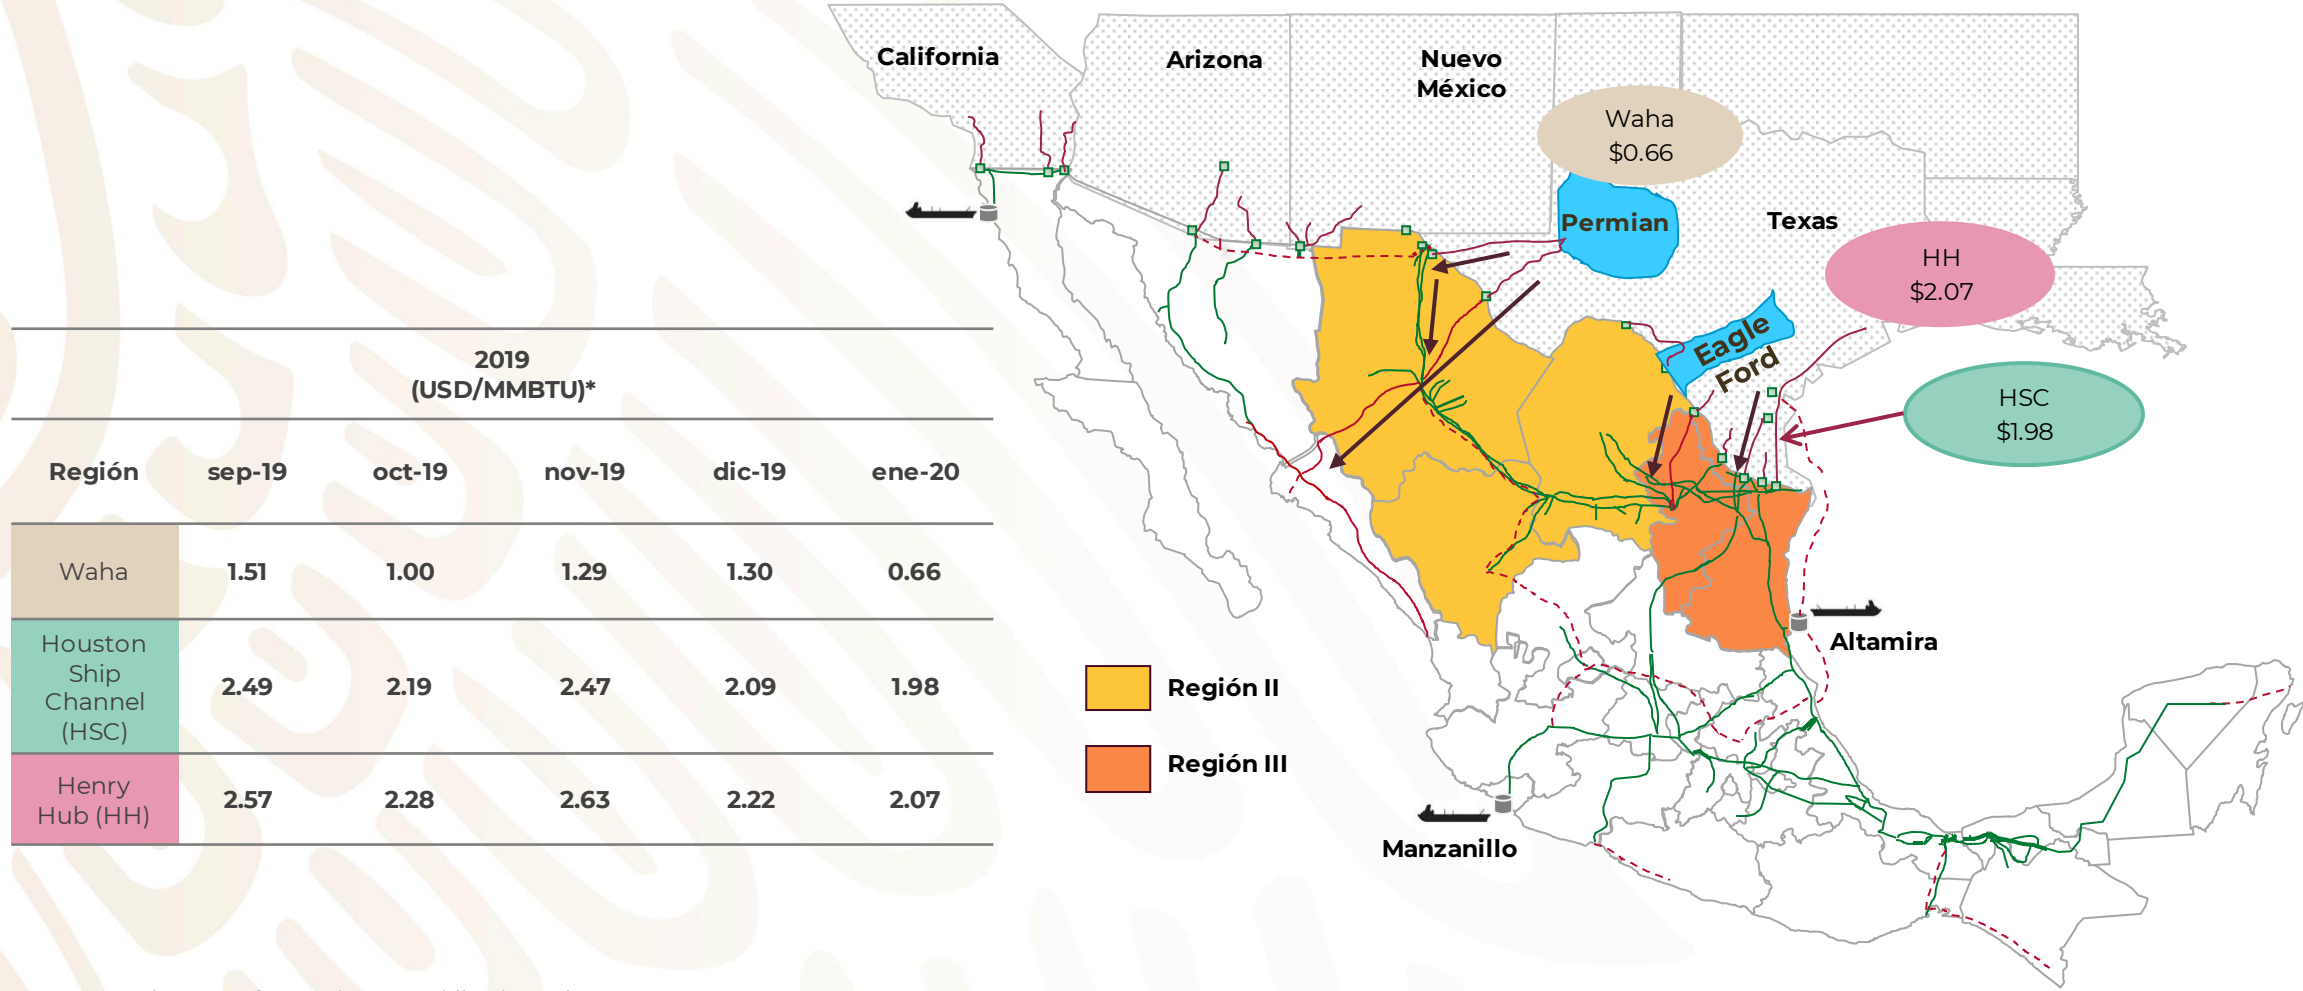 California
Arizona
Nuevo
México
Waha
$0.66
Permian
Texas
HH
$2.07
Eagle
Ford
HSC
$1.98
2019
(USD/MMBTU)*
Región sep-19 oct-19 nov-19 dic-19 ene-20
Waha 1.51 1.00 1.29 1.30 0.66
Houston
Ship
Channel
(HSC)
2.49 2.19 2.47 2.09 1.98
Henry
Hub (HH)
2.57 2.28 2.63 2.22 2.07
Altamira
Región II
Región III
Manzanillo